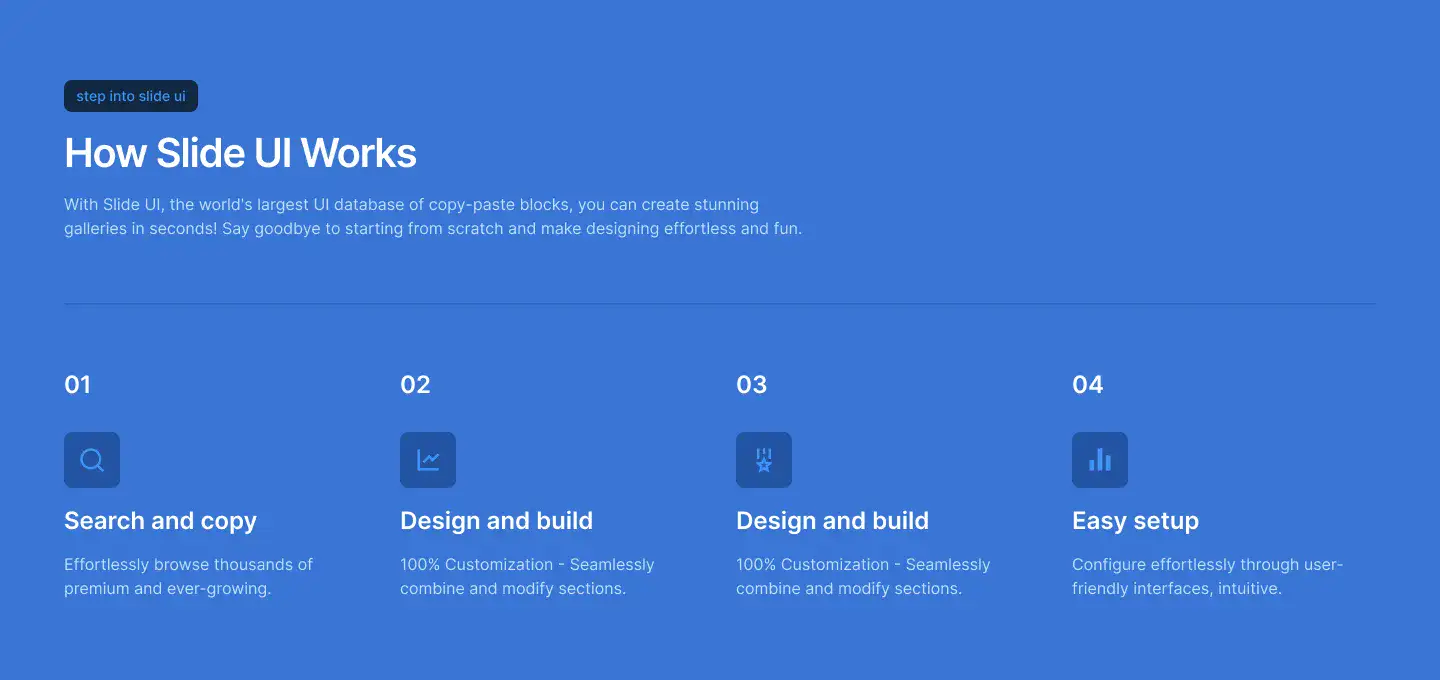 step into slide ui
How Slide UI Works
With Slide UI, the world's largest UI database of copy-paste blocks, you can create stunning
galleries in seconds! Say goodbye to starting from scratch and make designing effortless and fun.
01
Search and copy
Effortlessly browse thousands of
premium and ever-growing.
02
Design and build
100% Customization - Seamlessly
combine and modify sections.
03
Design and build
100% Customization - Seamlessly
combine and modify sections.
04
Easy setup
Configure effortlessly through user-
friendly interfaces, intuitive.